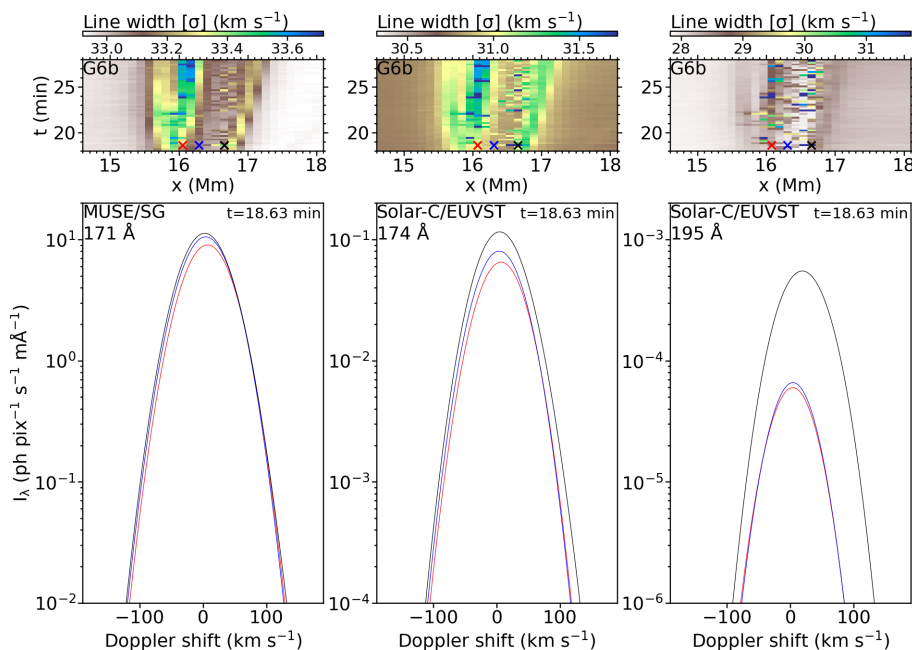 Line width [σ] (km s⁻¹) Line width [σ] (km s⁻¹) Line width [σ] (km s⁻¹)
33.0 33.2 33.4 33.6 30.5 31.0 31.5 28 29 30 31
G6b G6b G6b
25 25 25
20 20 20
t (min)
15 16 17 18 15 16 17 18 15 16 17 18
x (Mm) x (Mm) x (Mm)
MUSE/SG t=18.63 min Solar-C/EUVST t=18.63 min Solar-C/EUVST t=18.63 min
171 Å 174 Å 195 Å
10¹ 10⁻¹ 10⁻³
10⁰ 10⁻² 10⁻⁴
10⁻¹ 10⁻³ 10⁻⁵
10⁻² 10⁻⁴ 10⁻⁶
I_λ (ph pix⁻¹ s⁻¹ mÅ⁻¹)
−100 0 100 −100 0 100 −100 0 100
Doppler shift (km s⁻¹) Doppler shift (km s⁻¹) Doppler shift (km s⁻¹)